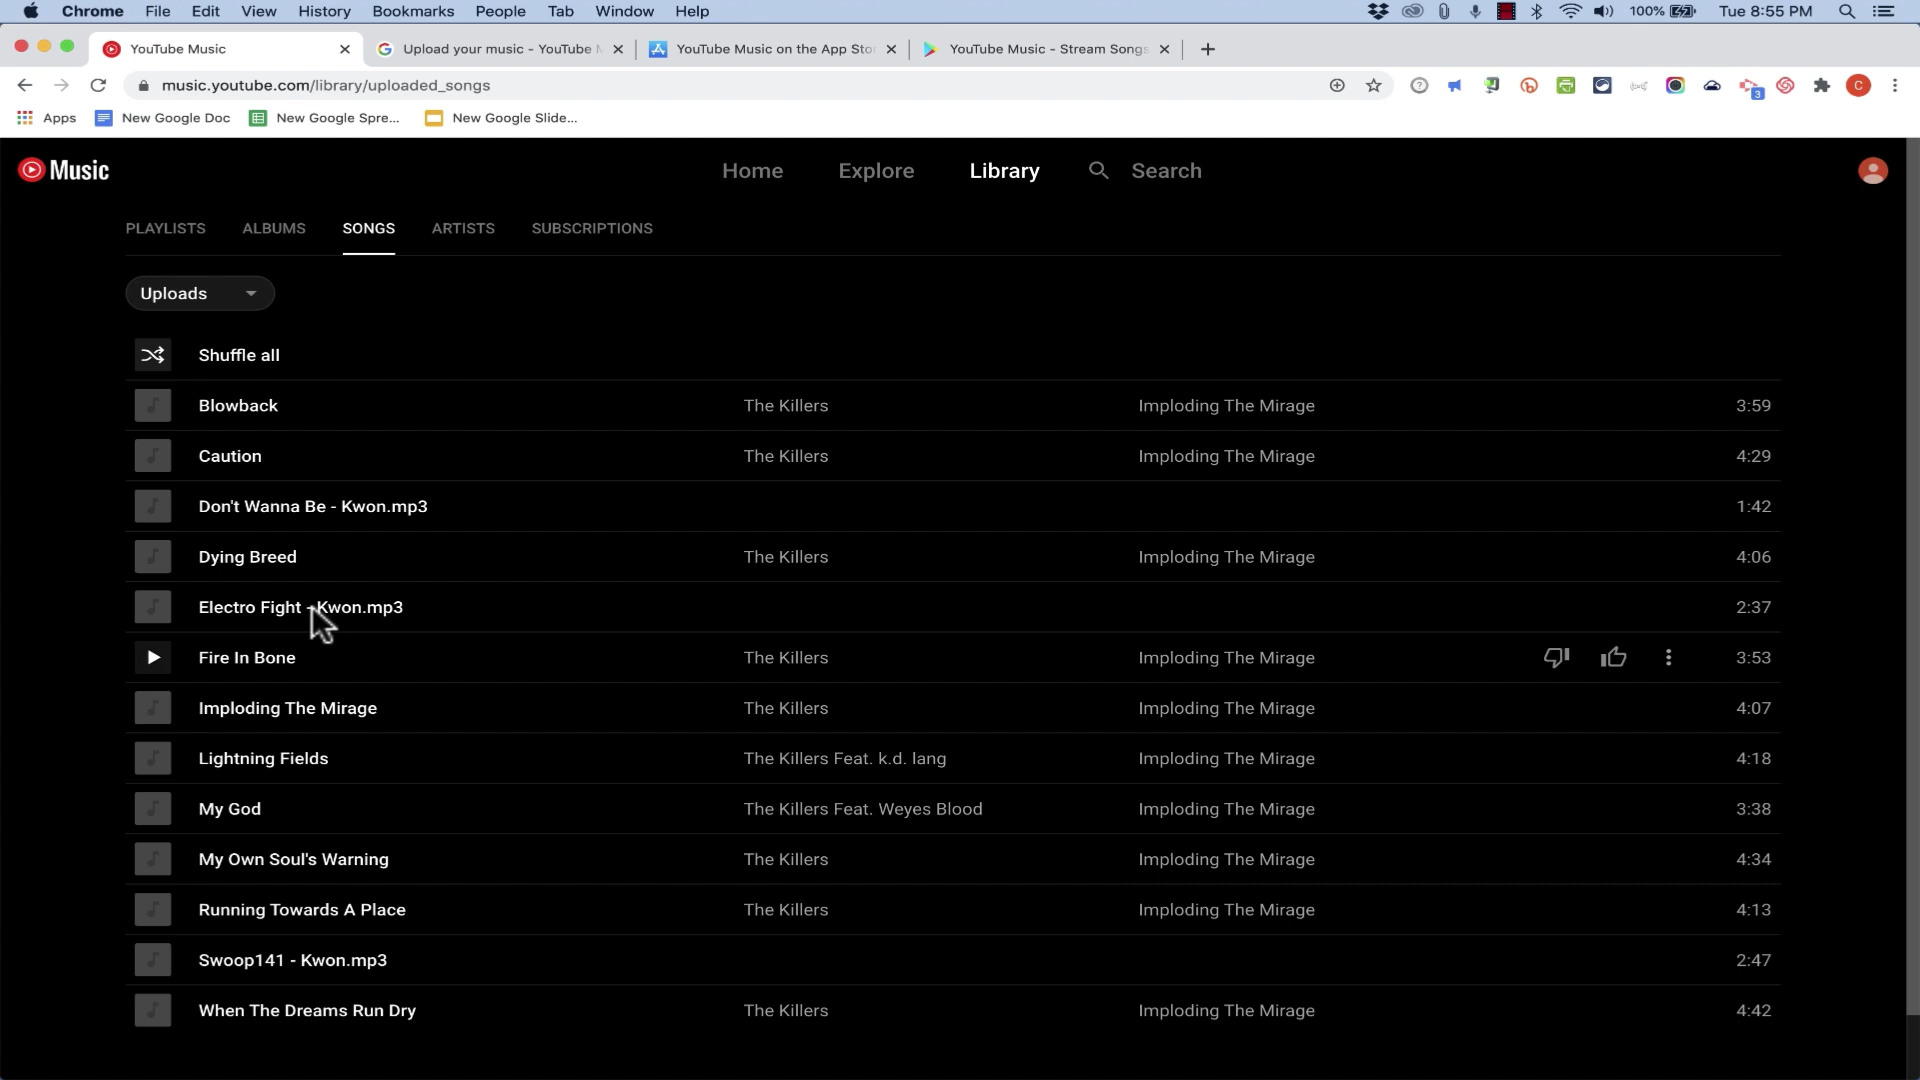 Chrome File Edit View History Bookmarks People Tab Window Help 100% Tue 8:55 PM
YouTube Music Upload your music - YouTube M YouTube Music on the App Stor YouTube Music - Stream Songs
music.youtube.com/library/uploaded_songs
3
C
Apps New Google Doc New Google Spre... New Google Slide...
Music Home Explore Library Search
PLAYLISTS ALBUMS SONGS ARTISTS SUBSCRIPTIONS
Uploads
Shuffle all
Blowback The Killers Imploding The Mirage 3:59
Caution The Killers Imploding The Mirage 4:29
Don't Wanna Be - Kwon.mp3 1:42
Dying Breed The Killers Imploding The Mirage 4:06
Electro Fight - Kwon.mp3 2:37
Fire In Bone The Killers Imploding The Mirage 3:53
Imploding The Mirage The Killers Imploding The Mirage 4:07
Lightning Fields The Killers Feat. k.d. lang Imploding The Mirage 4:18
My God The Killers Feat. Weyes Blood Imploding The Mirage 3:38
My Own Soul's Warning The Killers Imploding The Mirage 4:34
Running Towards A Place The Killers Imploding The Mirage 4:13
Swoop141 - Kwon.mp3 2:47
When The Dreams Run Dry The Killers Imploding The Mirage 4:42